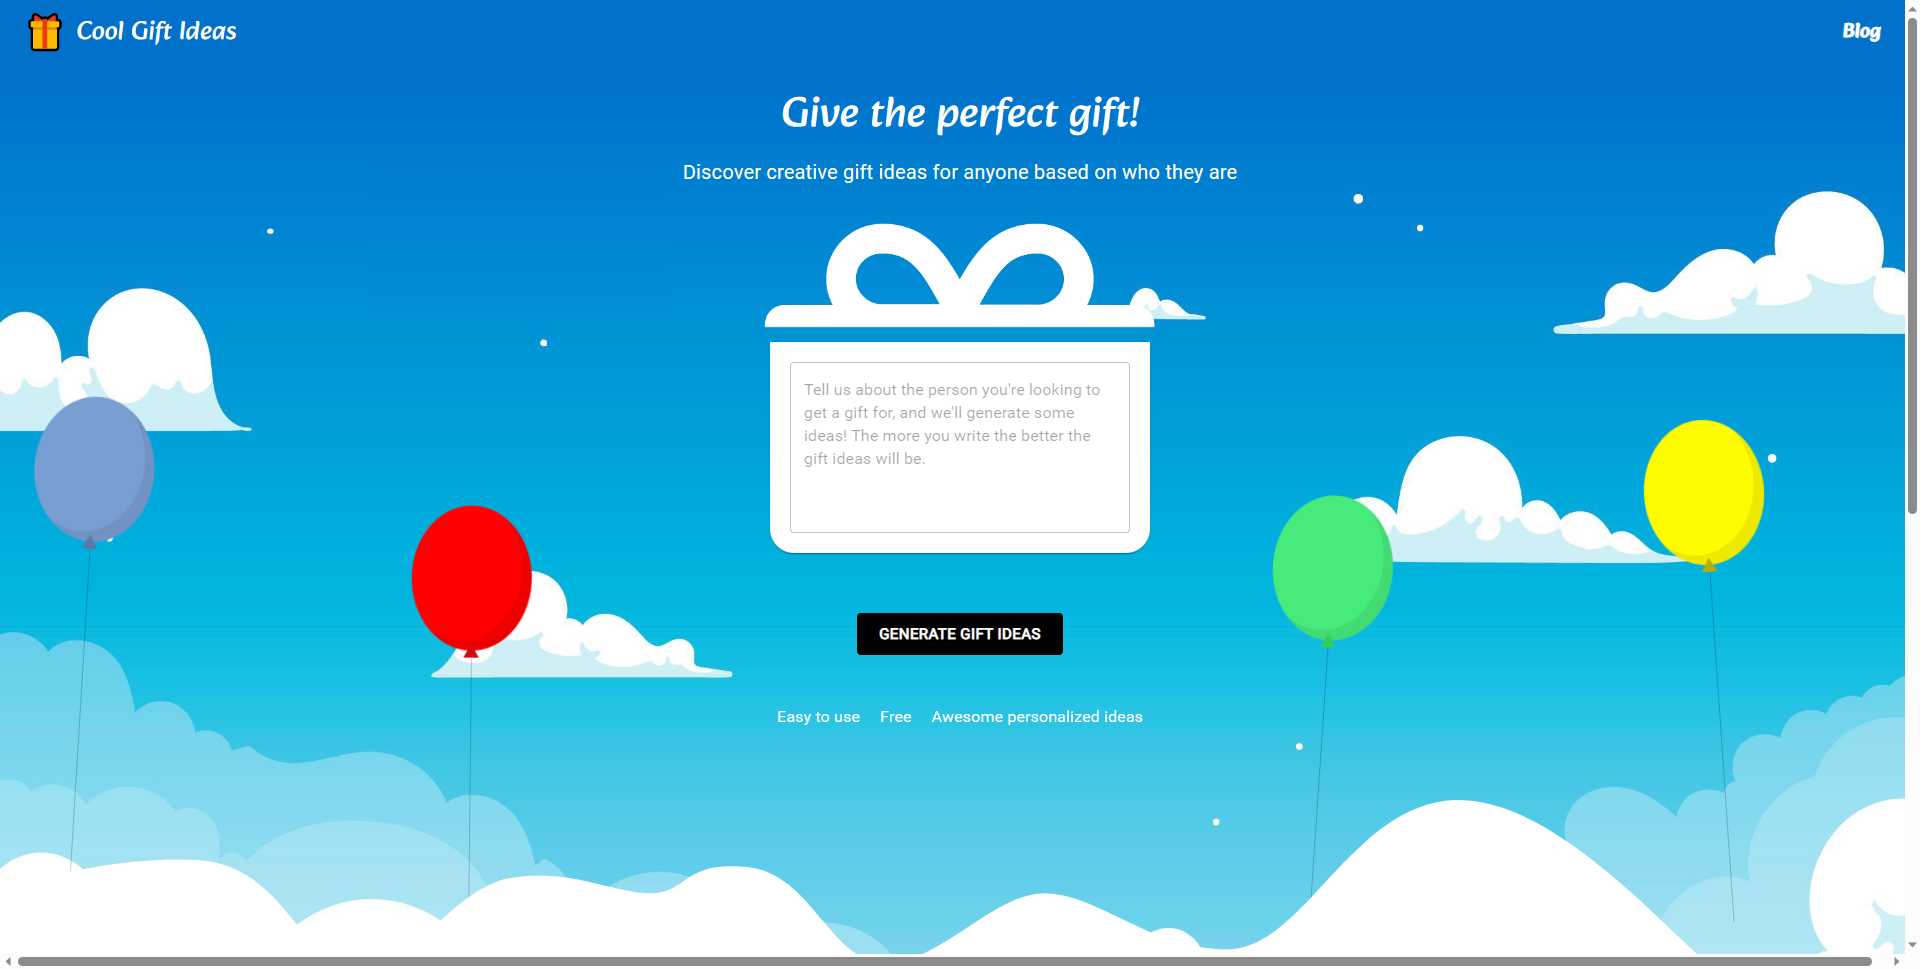 Cool Gift Ideas
Blog
Give the perfect gift!
Discover creative gift ideas for anyone based on who they are
Tell us about the person you're looking to
get a gift for, and we'll generate some
ideas! The more you write the better the
gift ideas will be.
GENERATE GIFT IDEAS
Easy to use Free Awesome personalized ideas